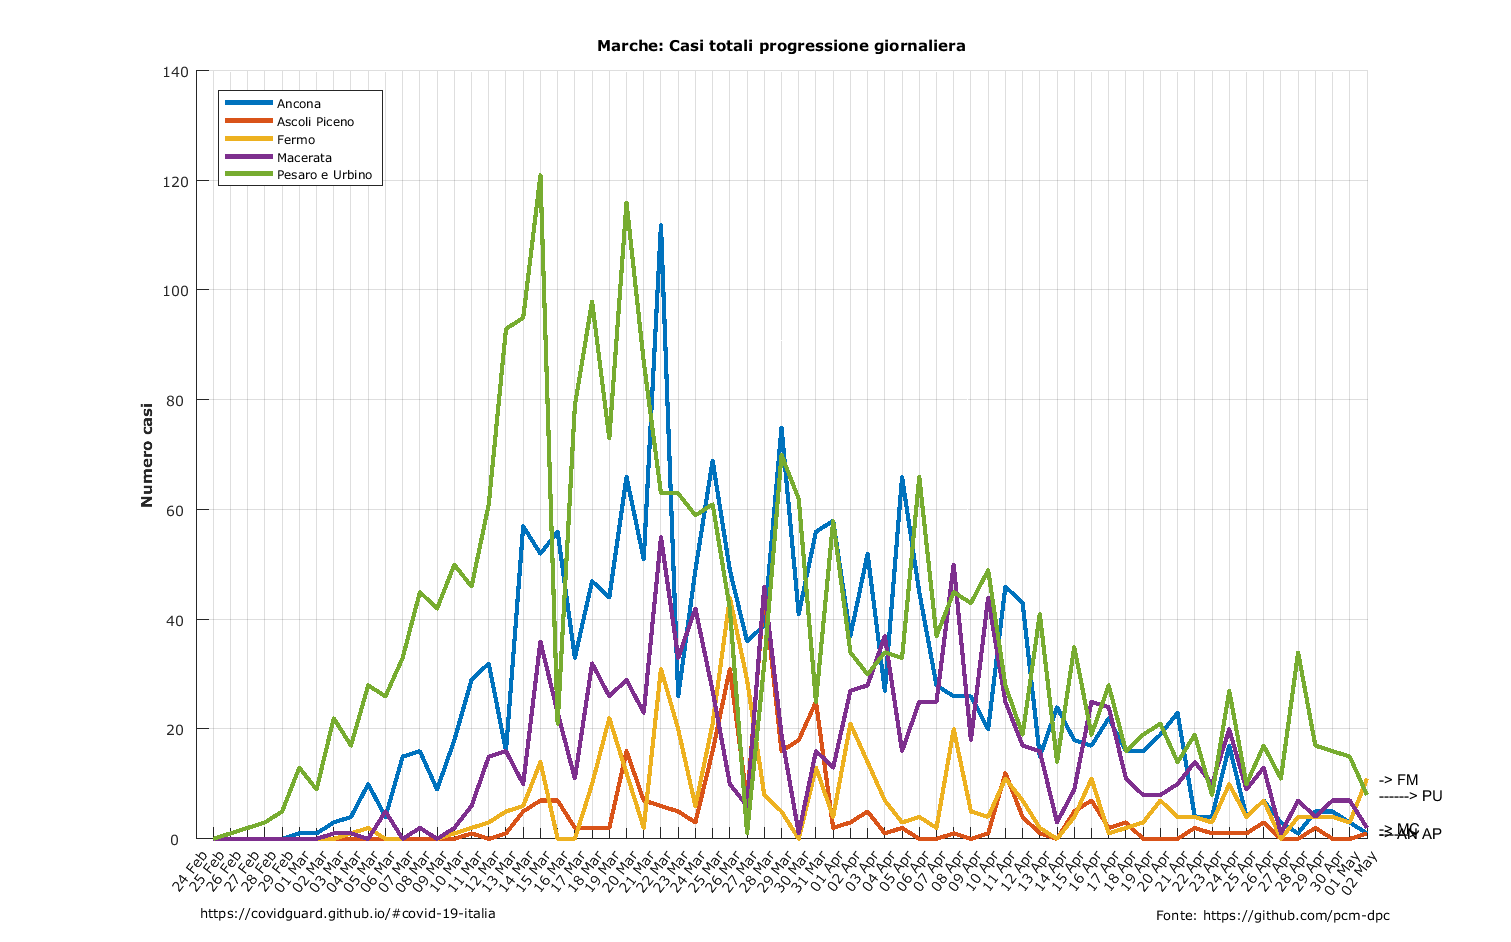 Marche: Casi totali progressione giornaliera
Numero casi
140
120
100
80
60
40
20
0
Ancona
Ascoli Piceno
Fermo
Macerata
Pesaro e Urbino
-> FM
------> PU
-> MC
-> AN AP
24 Feb
25 Feb
26 Feb
27 Feb
28 Feb
29 Feb
01 Mar
02 Mar
03 Mar
04 Mar
05 Mar
06 Mar
07 Mar
08 Mar
09 Mar
10 Mar
11 Mar
12 Mar
13 Mar
14 Mar
15 Mar
16 Mar
17 Mar
18 Mar
19 Mar
20 Mar
21 Mar
22 Mar
23 Mar
24 Mar
25 Mar
26 Mar
27 Mar
28 Mar
29 Mar
30 Mar
31 Mar
01 Apr
02 Apr
03 Apr
04 Apr
05 Apr
06 Apr
07 Apr
08 Apr
09 Apr
10 Apr
11 Apr
12 Apr
13 Apr
14 Apr
15 Apr
16 Apr
17 Apr
18 Apr
19 Apr
20 Apr
21 Apr
22 Apr
23 Apr
24 Apr
25 Apr
26 Apr
27 Apr
28 Apr
29 Apr
30 Apr
01 May
02 May
https://covidguard.github.io/#covid-19-italia
Fonte: https://github.com/pcm-dpc